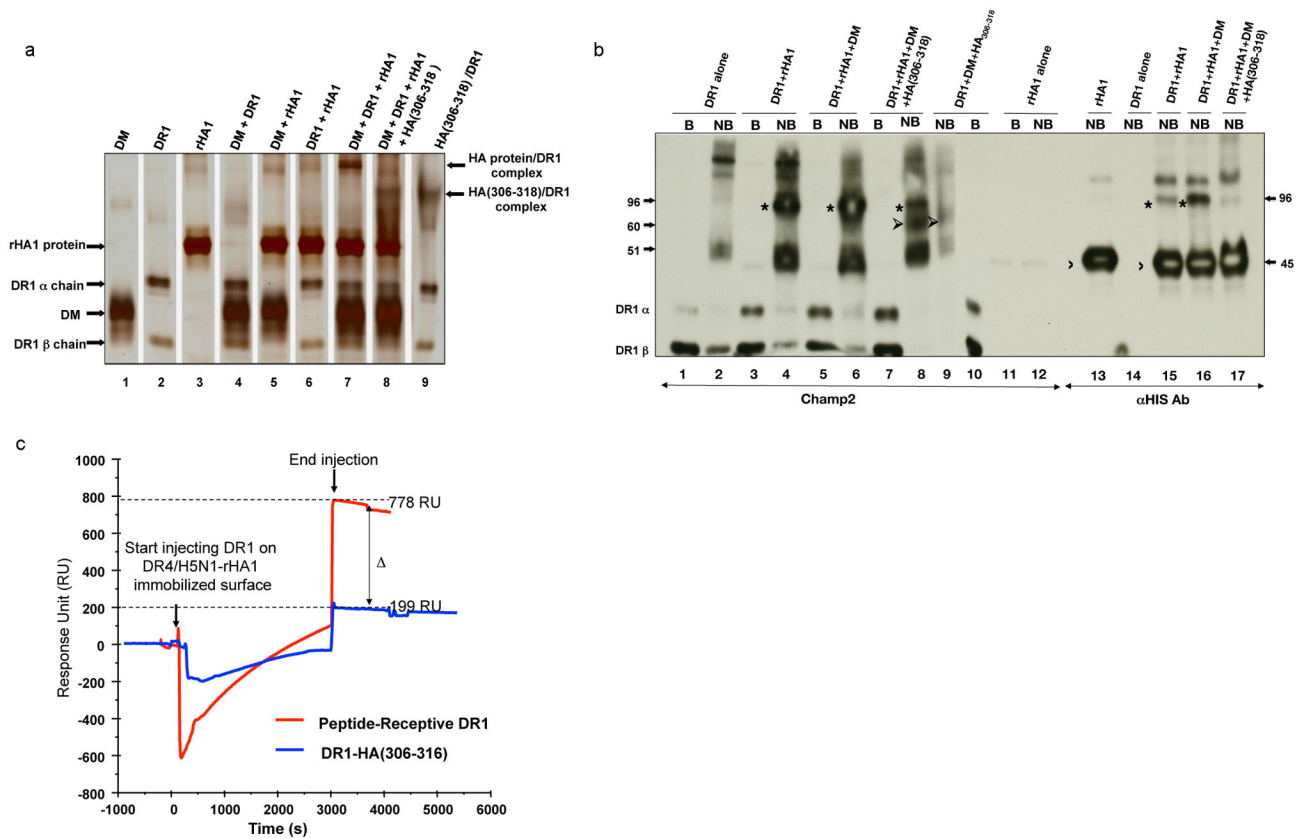 a
DM
DR1
rHA1
DM + DR1
DM + rHA1
DR1 + rHA1
DM + DR1 + rHA1
DM + DR1 + rHA1
+ HA(306-318)
HA(306-318) /DR1
HA protein/DR1
complex
HA(306-318)/DR1
complex
rHA1 protein
DR1 α chain
DM
DR1 β chain
1 2 3 4 5 6 7 8 9
b
DR1 alone
DR1+rHA1
DR1+rHA1+DM
DR1+rHA1+DM
+HA(306-318)
DR1+DM+HA306-318
rHA1 alone
rHA1
DR1 alone
DR1+rHA1
DR1+rHA1+DM
DR1+rHA1+DM
+HA(306-318)
B NB B NB B NB B NB NB B B NB NB NB NB NB NB
96
60
51
DR1 α
DR1 β
* * * * *
96
45
1 2 3 4 5 6 7 8 9 10 11 12 13 14 15 16 17
Champ2
αHIS Ab
c
1000
800
600
400
200
0
-200
-400
-600
-800
Response Unit (RU)
End injection
778 RU
Start injecting DR1 on
DR4/H5N1-rHA1
immobilized surface
Δ
199 RU
Peptide-Receptive DR1
DR1-HA(306-316)
-1000 0 1000 2000 3000 4000 5000 6000
Time (s)